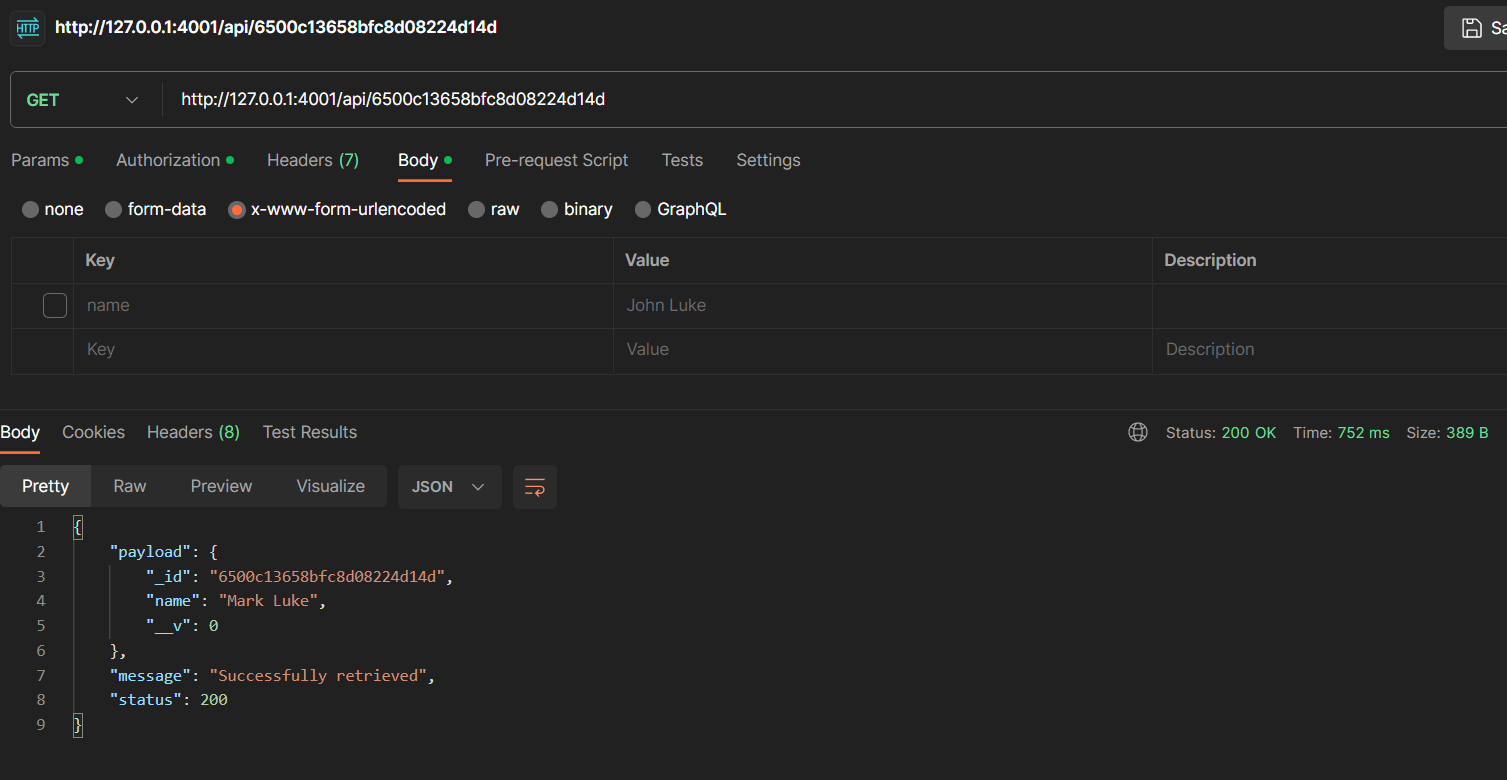 HTTP http://127.0.0.1:4001/api/6500c13658bfc8d08224d14d Sa
GET http://127.0.0.1:4001/api/6500c13658bfc8d08224d14d
Params Authorization Headers (7) Body Pre-request Script Tests Settings
none form-data x-www-form-urlencoded raw binary GraphQL
Key Value Description
name John Luke
Key Value Description
Body Cookies Headers (8) Test Results Status: 200 OK Time: 752 ms Size: 389 B
Pretty Raw Preview Visualize JSON
1 {
2 "payload": {
3 "_id": "6500c13658bfc8d08224d14d",
4 "name": "Mark Luke",
5 "__v": 0
6 },
7 "message": "Successfully retrieved",
8 "status": 200
9 }